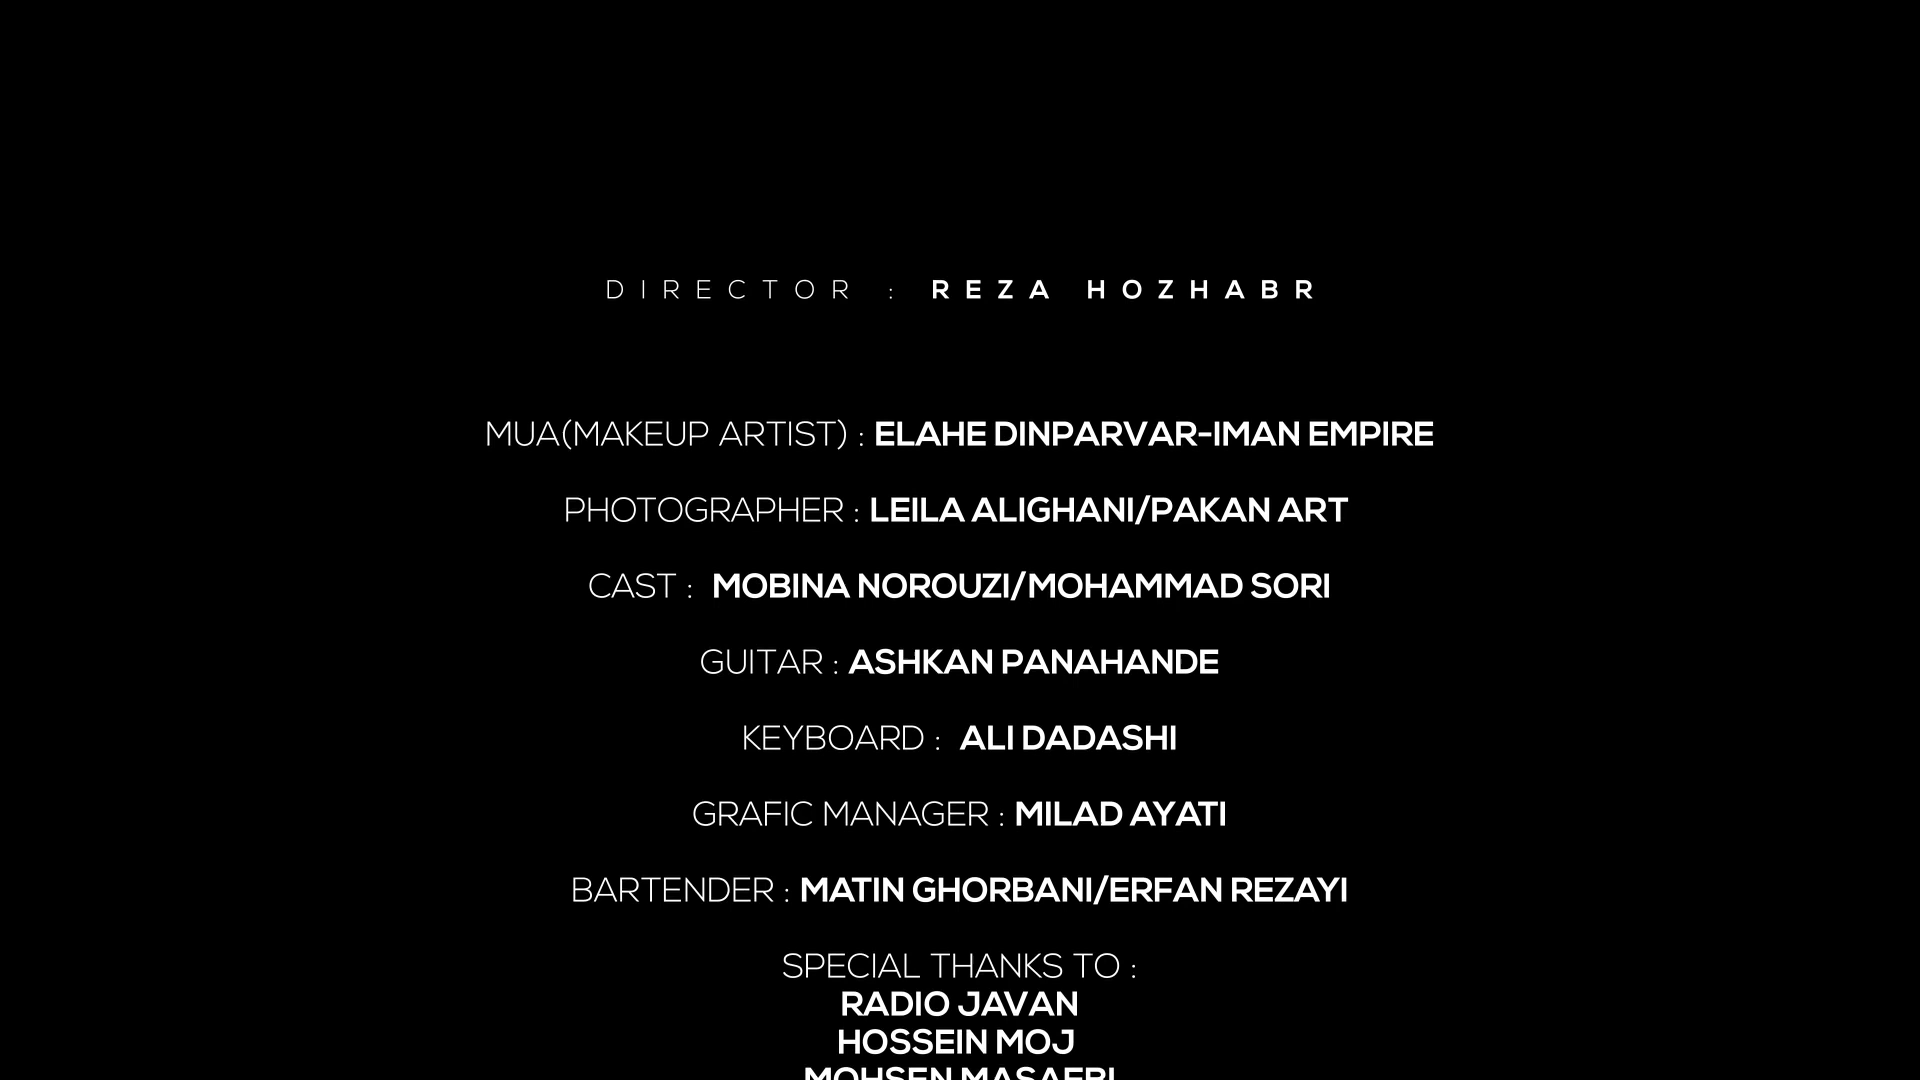 DIRECTOR : REZA HOZHABR
MUA(MAKEUP ARTIST) : ELAHE DINPARVAR-IMAN EMPIRE
PHOTOGRAPHER : LEILA ALIGHANI/PAKAN ART
CAST : MOBINA NOROUZI/MOHAMMAD SORI
GUITAR : ASHKAN PANAHANDE
KEYBOARD : ALI DADASHI
GRAFIC MANAGER : MILAD AYATI
BARTENDER : MATIN GHORBANI/ERFAN REZAYI
SPECIAL THANKS TO :
RADIO JAVAN
HOSSEIN MOJ
MOHSEN